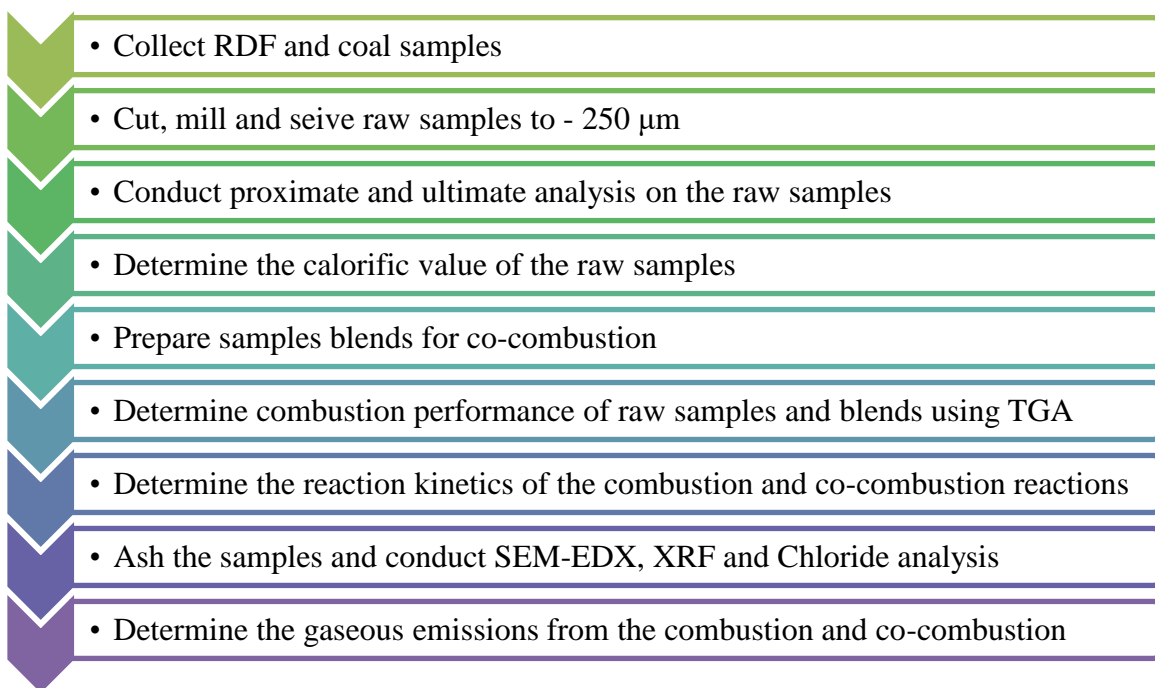 • Collect RDF and coal samples
• Cut, mill and seive raw samples to - 250 μm
• Conduct proximate and ultimate analysis on the raw samples
• Determine the calorific value of the raw samples
• Prepare samples blends for co-combustion
• Determine combustion performance of raw samples and blends using TGA
• Determine the reaction kinetics of the combustion and co-combustion reactions
• Ash the samples and conduct SEM-EDX, XRF and Chloride analysis
• Determine the gaseous emissions from the combustion and co-combustion